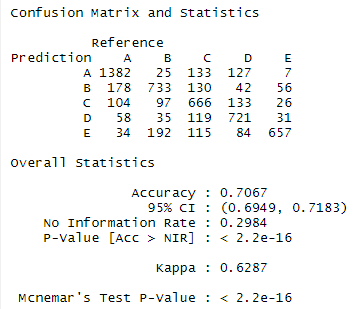 Confusion Matrix and Statistics
Reference
Prediction A B C D E
A 1382 25 133 127 7
B 178 733 130 42 56
C 104 97 666 133 26
D 58 35 119 721 31
E 34 192 115 84 657
Overall Statistics
Accuracy : 0.7067
95% CI : (0.6949, 0.7183)
No Information Rate : 0.2984
P-Value [Acc > NIR] : < 2.2e-16
Kappa : 0.6287
Mcnemar's Test P-Value : < 2.2e-16